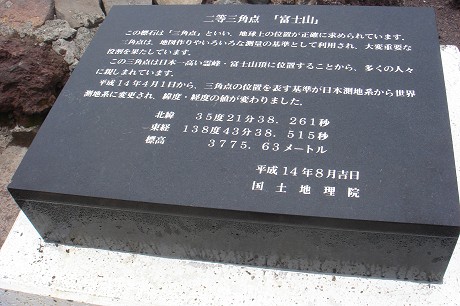 二等三角点 「富士山」
この標石は「三角点」といい、地球上の位置が正確に求められています。
三角点は、地図作りやいろいろな測量の基準として利用され、大変重要な
役割を果たしています。
この三角点は日本一高い霊峰・富士山頂に位置することから、多くの人々
に親しまれています。
平成14年4月1日から、三角点の位置を表す基準が日本測地系から世界
測地系に変更され、緯度・経度の値が変わりました。
北緯 35度21分38．261秒
東経 138度43分38．515秒
標高 3775．63メートル
平成14年8月吉日
国土地理院